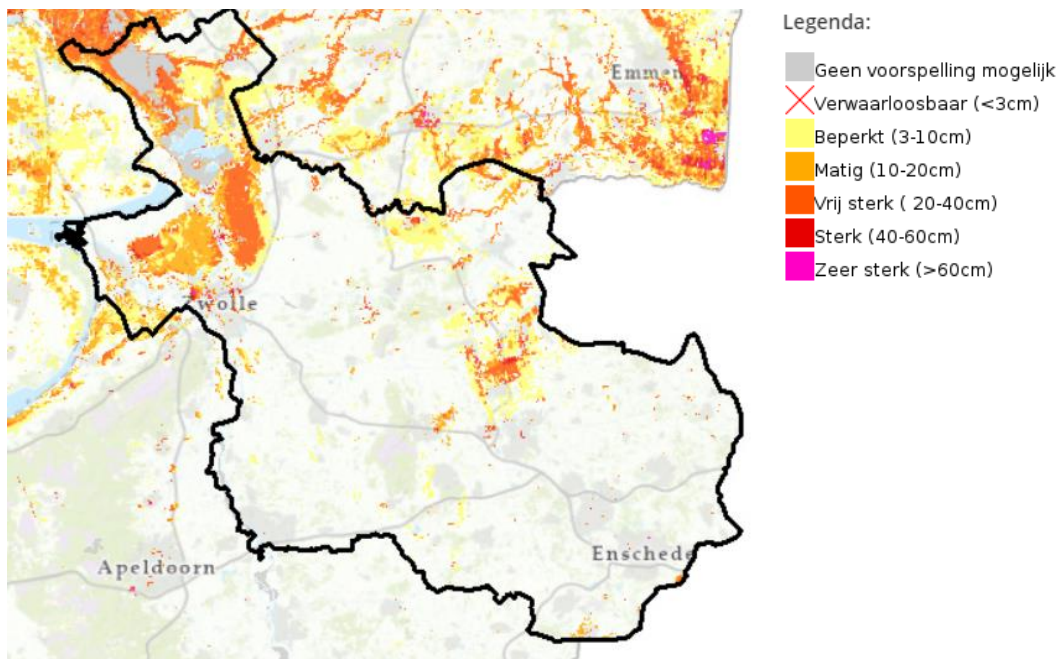 Legenda:
Geen voorspelling mogelijk
Verwaarloosbaar (<3cm)
Beperkt (3-10cm)
Matig (10-20cm)
Vrij sterk ( 20-40cm)
Sterk (40-60cm)
Zeer sterk (>60cm)
Emmen
Zwolle
Enschede
Apeldoorn